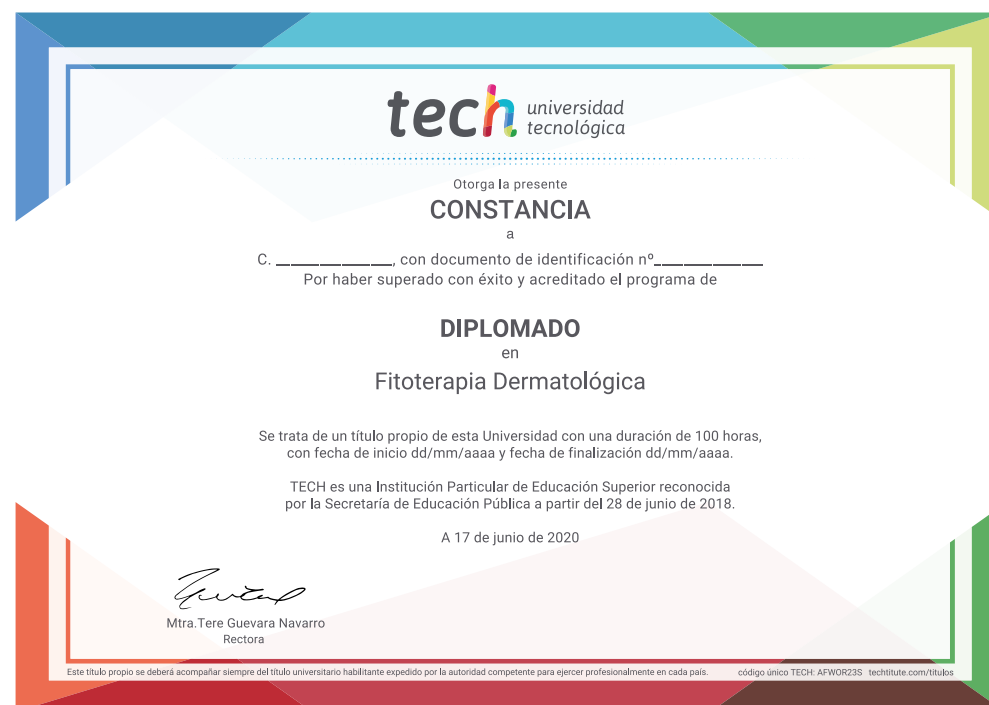 tech universidad
tecnológica
Otorga la presente
CONSTANCIA
a
C. ________________, con documento de identificación nº_______________
Por haber superado con éxito y acreditado el programa de
DIPLOMADO
en
Fitoterapia Dermatológica
Se trata de un título propio de esta Universidad con una duración de 100 horas,
con fecha de inicio dd/mm/aaaa y fecha de finalización dd/mm/aaaa.
TECH es una Institución Particular de Educación Superior reconocida
por la Secretaría de Educación Pública a partir del 28 de junio de 2018.
A 17 de junio de 2020
Mtra.Tere Guevara Navarro
Rectora
Este título propio se deberá acompañar siempre del título universitario habilitante expedido por la autoridad competente para ejercer profesionalmente en cada país. código único TECH: AFWOR23S techtitute.com/titulos